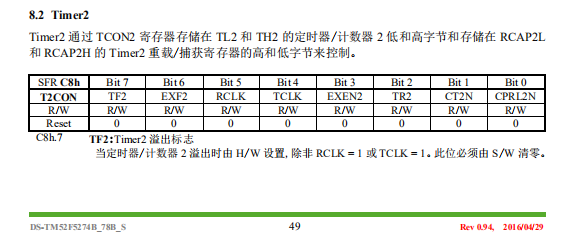 8.2 Timer2
Timer2 通过 TCON2 寄存器存储在 TL2 和 TH2 的定时器/计数器 2 低和高字节和存储在 RCAP2L
和 RCAP2H 的 Timer2 重载/捕获寄存器的高和低字节来控制。
SFR C8h Bit 7 Bit 6 Bit 5 Bit 4 Bit 3 Bit 2 Bit 1 Bit 0
T2CON TF2 EXF2 RCLK TCLK EXEN2 TR2 CT2N CPRL2N
R/W R/W R/W R/W R/W R/W R/W R/W R/W
Reset 0 0 0 0 0 0 0 0
C8h.7 TF2:Timer2 溢出标志
当定时器/计数器 2 溢出时由 H/W 设置, 除非 RCLK = 1 或 TCLK = 1。此位必须由 S/W 清零。
DS-TM52F5274B_78B_S 49 Rev 0.94, 2016/04/29